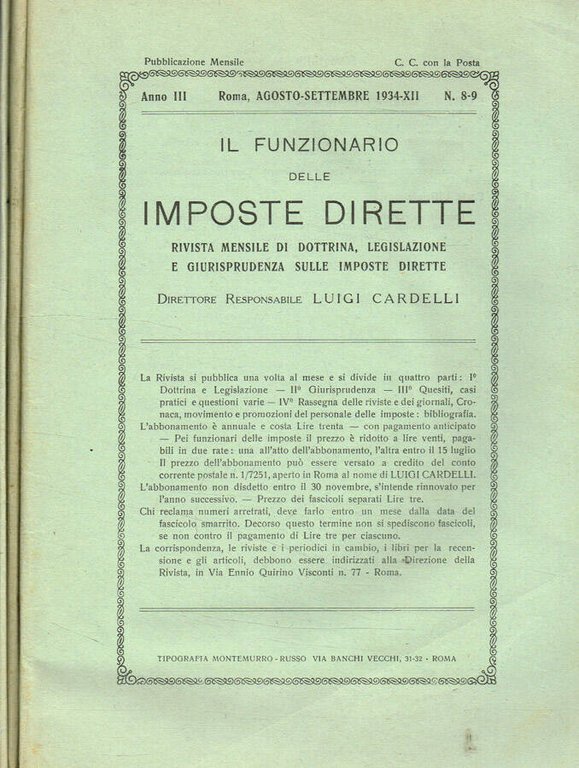 Pubblicazione Mensile C. C. con la Posta
Anno III Roma, AGOSTO-SETTEMBRE 1934-XII N. 8-9
IL FUNZIONARIO
DELLE
IMPOSTE DIRETTE
RIVISTA MENSILE DI DOTTRINA, LEGISLAZIONE
E GIURISPRUDENZA SULLE IMPOSTE DIRETTE
DIRETTORE RESPONSABILE LUIGI CARDELLI
La Rivista si pubblica una volta al mese e si divide in quattro parti: I°
Dottrina e Legislazione — II° Giurisprudenza — III° Quesiti, casi
pratici e questioni varie — IV° Rassegna delle riviste e dei giornali, Cro-
naca, movimento e promozioni del personale delle imposte: bibliografia.
L'abbonamento è annuale e costa Lire trenta — con pagamento anticipato
— Pei funzionari delle imposte il prezzo è ridotto a lire venti, paga-
bili in due rate: una all'atto dell'abbonamento, l'altra entro il 15 luglio
Il prezzo dell'abbonamento può essere versato a credito del conto
corrente postale n. 1/7251, aperto in Roma al nome di LUIGI CARDELLI.
L'abbonamento non disdetto entro il 30 novembre, s'intende rinnovato per
l'anno successivo. — Prezzo dei fascicoli separati Lire tre.
Chi reclama numeri arretrati, deve farlo entro un mese dalla data del
fascicolo smarrito. Decorso questo termine non si spediscono fascicoli,
se non contro il pagamento di Lire tre per ciascuno.
La corrispondenza, le riviste e i periodici in cambio, i libri per la recen-
sione e gli articoli, debbono essere indirizzati alla Direzione della
Rivista, in Via Ennio Quirino Visconti n. 77 - Roma.
TIPOGRAFIA MONTEMURRO - RUSSO VIA BANCHI VECCHI, 31-32 - ROMA